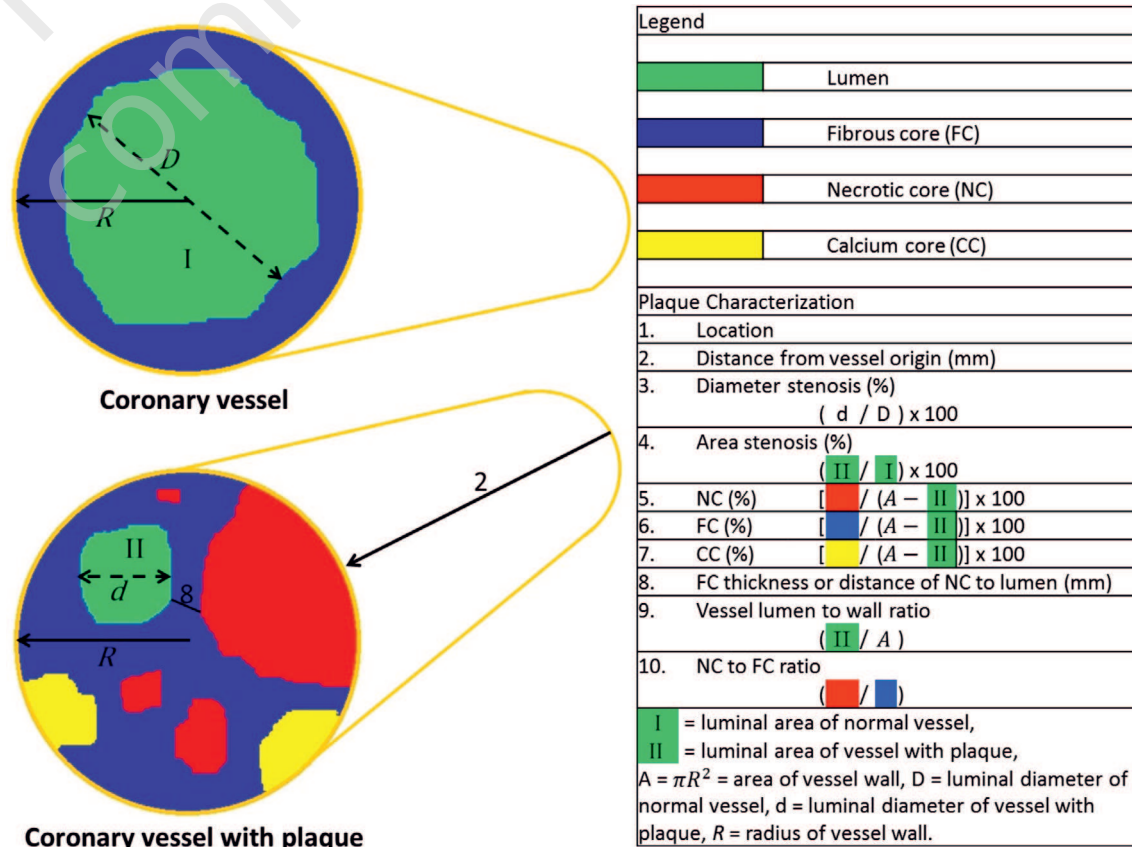 D
R
I
Coronary vessel
2
II
d
8
R
Coronary vessel with plaque
Legend
Lumen
Fibrous core (FC)
Necrotic core (NC)
Calcium core (CC)
Plaque Characterization
1. Location
2. Distance from vessel origin (mm)
3. Diameter stenosis (%)
( d / D ) x 100
4. Area stenosis (%)
( II / I ) x 100
5. NC (%) [ / (A − II )] x 100
6. FC (%) [ / (A − II )] x 100
7. CC (%) [ / (A − II )] x 100
8. FC thickness or distance of NC to lumen (mm)
9. Vessel lumen to wall ratio
( II / A )
10. NC to FC ratio
( / )
I = luminal area of normal vessel,
II = luminal area of vessel with plaque,
A = πR² = area of vessel wall, D = luminal diameter of
normal vessel, d = luminal diameter of vessel with
plaque, R = radius of vessel wall.